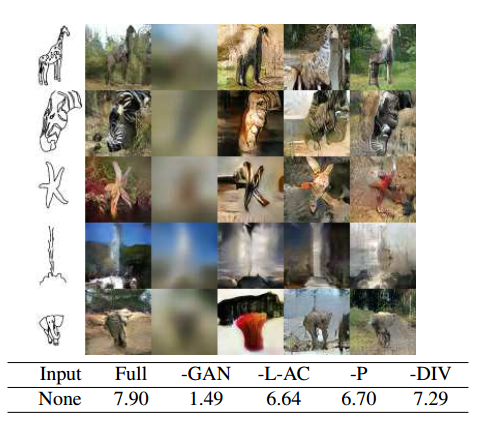 Input Full -GAN -L-AC -P -DIV
None 7.90 1.49 6.64 6.70 7.29